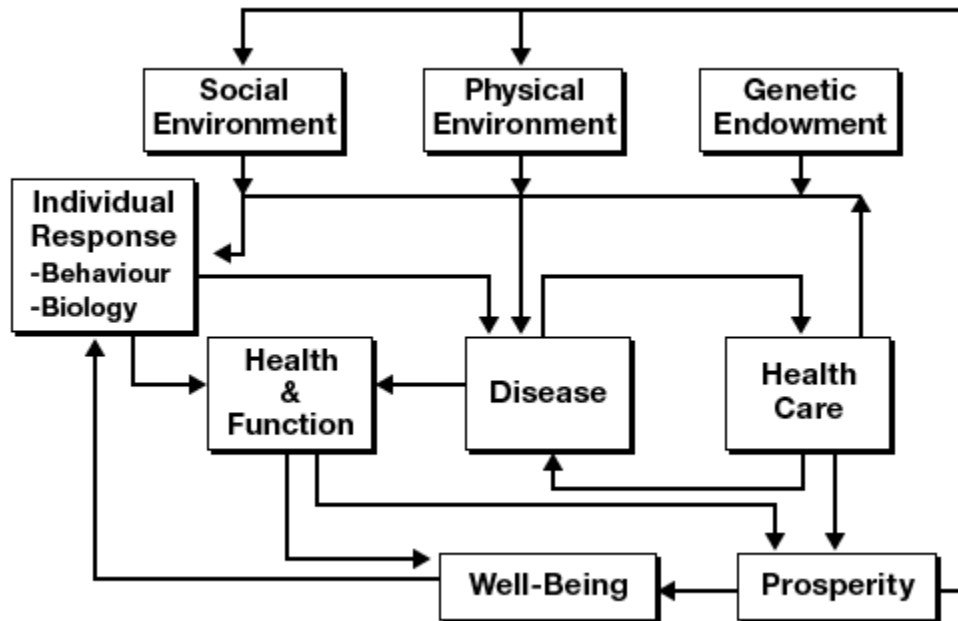 Social
Environment
Physical
Environment
Genetic
Endowment
Individual
Response
-Behaviour
-Biology
Health
&
Function
Disease
Health
Care
Well-Being
Prosperity